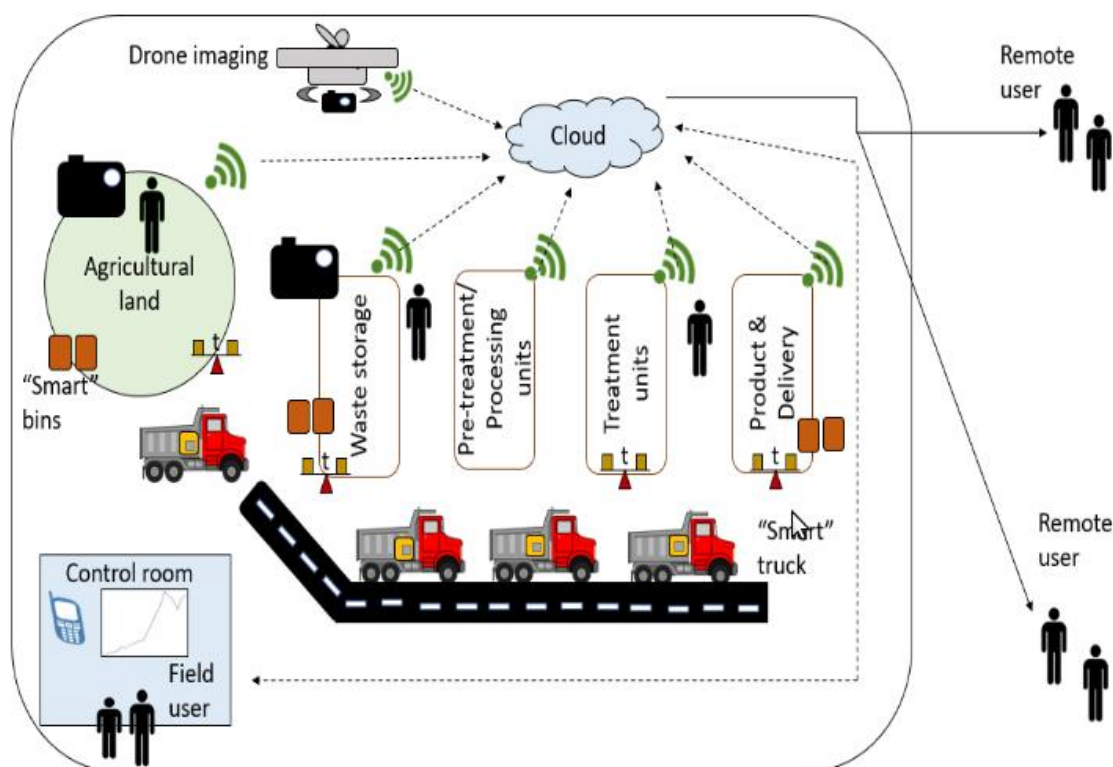 Drone imaging
Remote
user
Cloud
Agricultural
land
"Smart"
bins
t
Waste storage
t
Pre-treatment/
Processing
units
Treatment
units
t
Product &
Delivery
t
"Smart"
truck
Remote
user
Control room
Field
user